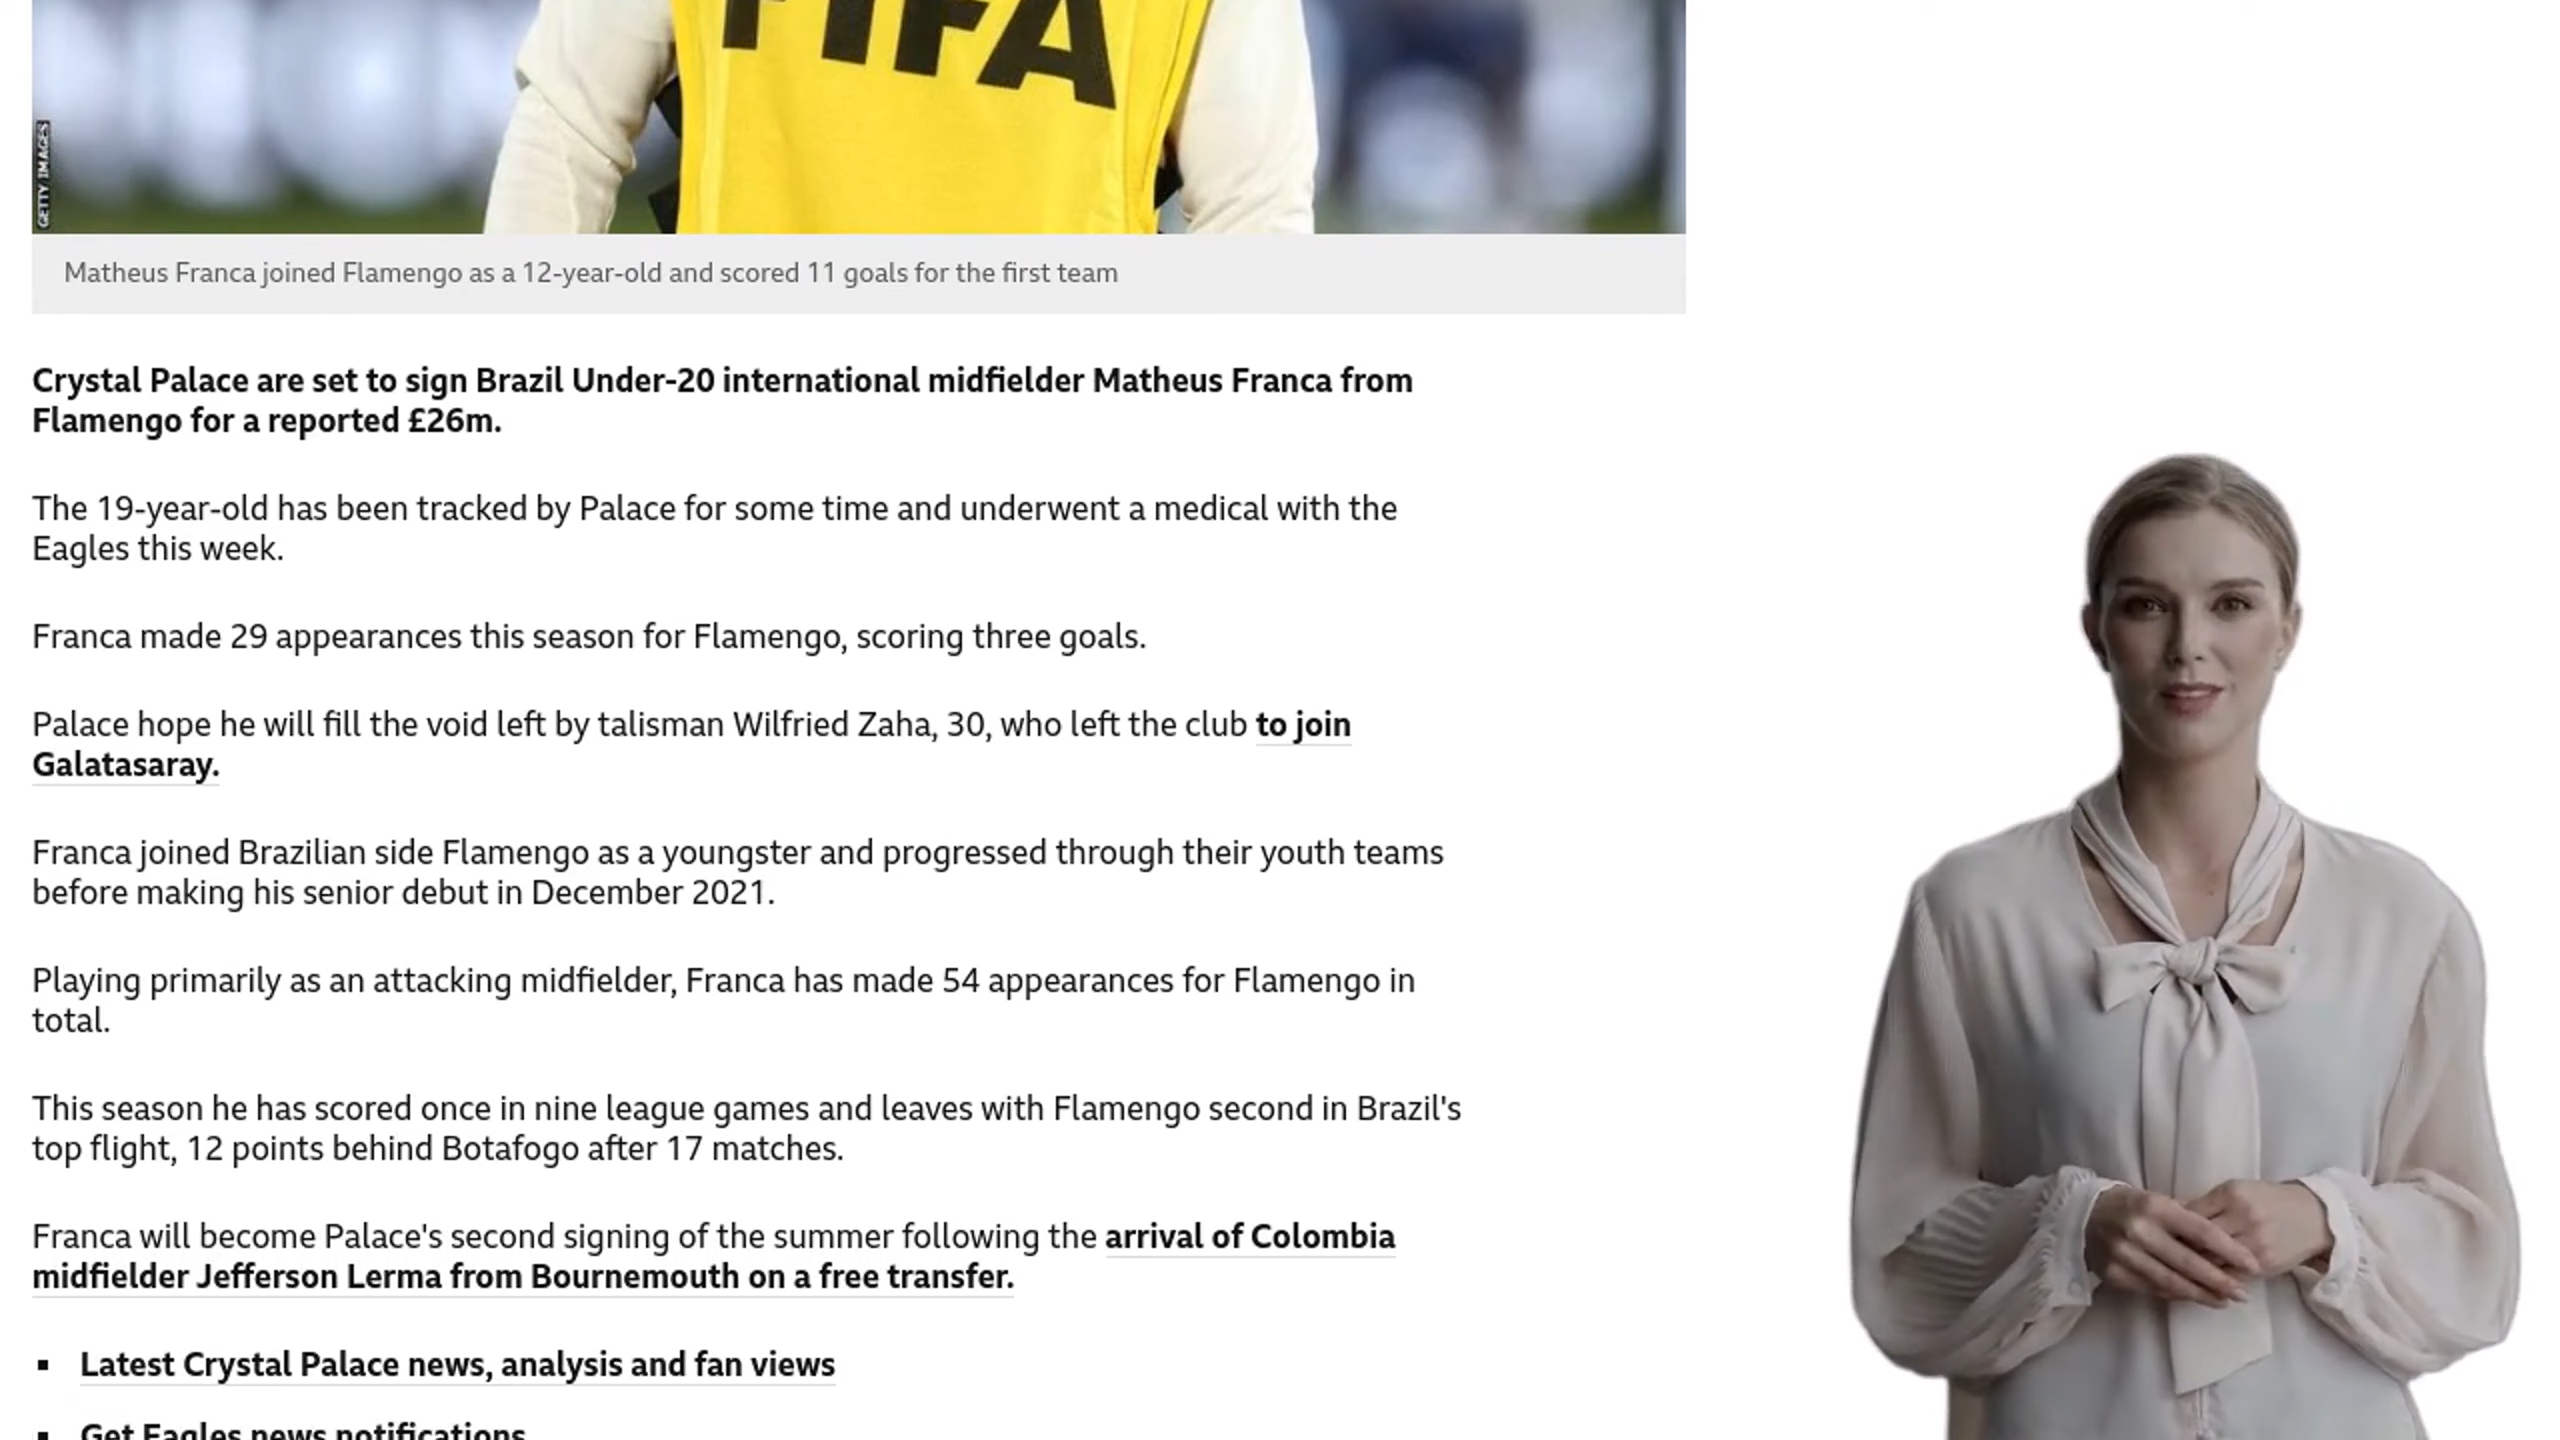 FIFA
GETTY IMAGES
Matheus Franca joined Flamengo as a 12-year-old and scored 11 goals for the first team
Crystal Palace are set to sign Brazil Under-20 international midfielder Matheus Franca from
Flamengo for a reported £26m.
The 19-year-old has been tracked by Palace for some time and underwent a medical with the
Eagles this week.
Franca made 29 appearances this season for Flamengo, scoring three goals.
Palace hope he will fill the void left by talisman Wilfried Zaha, 30, who left the club to join
Galatasaray.
Franca joined Brazilian side Flamengo as a youngster and progressed through their youth teams
before making his senior debut in December 2021.
Playing primarily as an attacking midfielder, Franca has made 54 appearances for Flamengo in
total.
This season he has scored once in nine league games and leaves with Flamengo second in Brazil's
top flight, 12 points behind Botafogo after 17 matches.
Franca will become Palace's second signing of the summer following the arrival of Colombia
midfielder Jefferson Lerma from Bournemouth on a free transfer.
▪ Latest Crystal Palace news, analysis and fan views
▪ Get Eagles news notifications